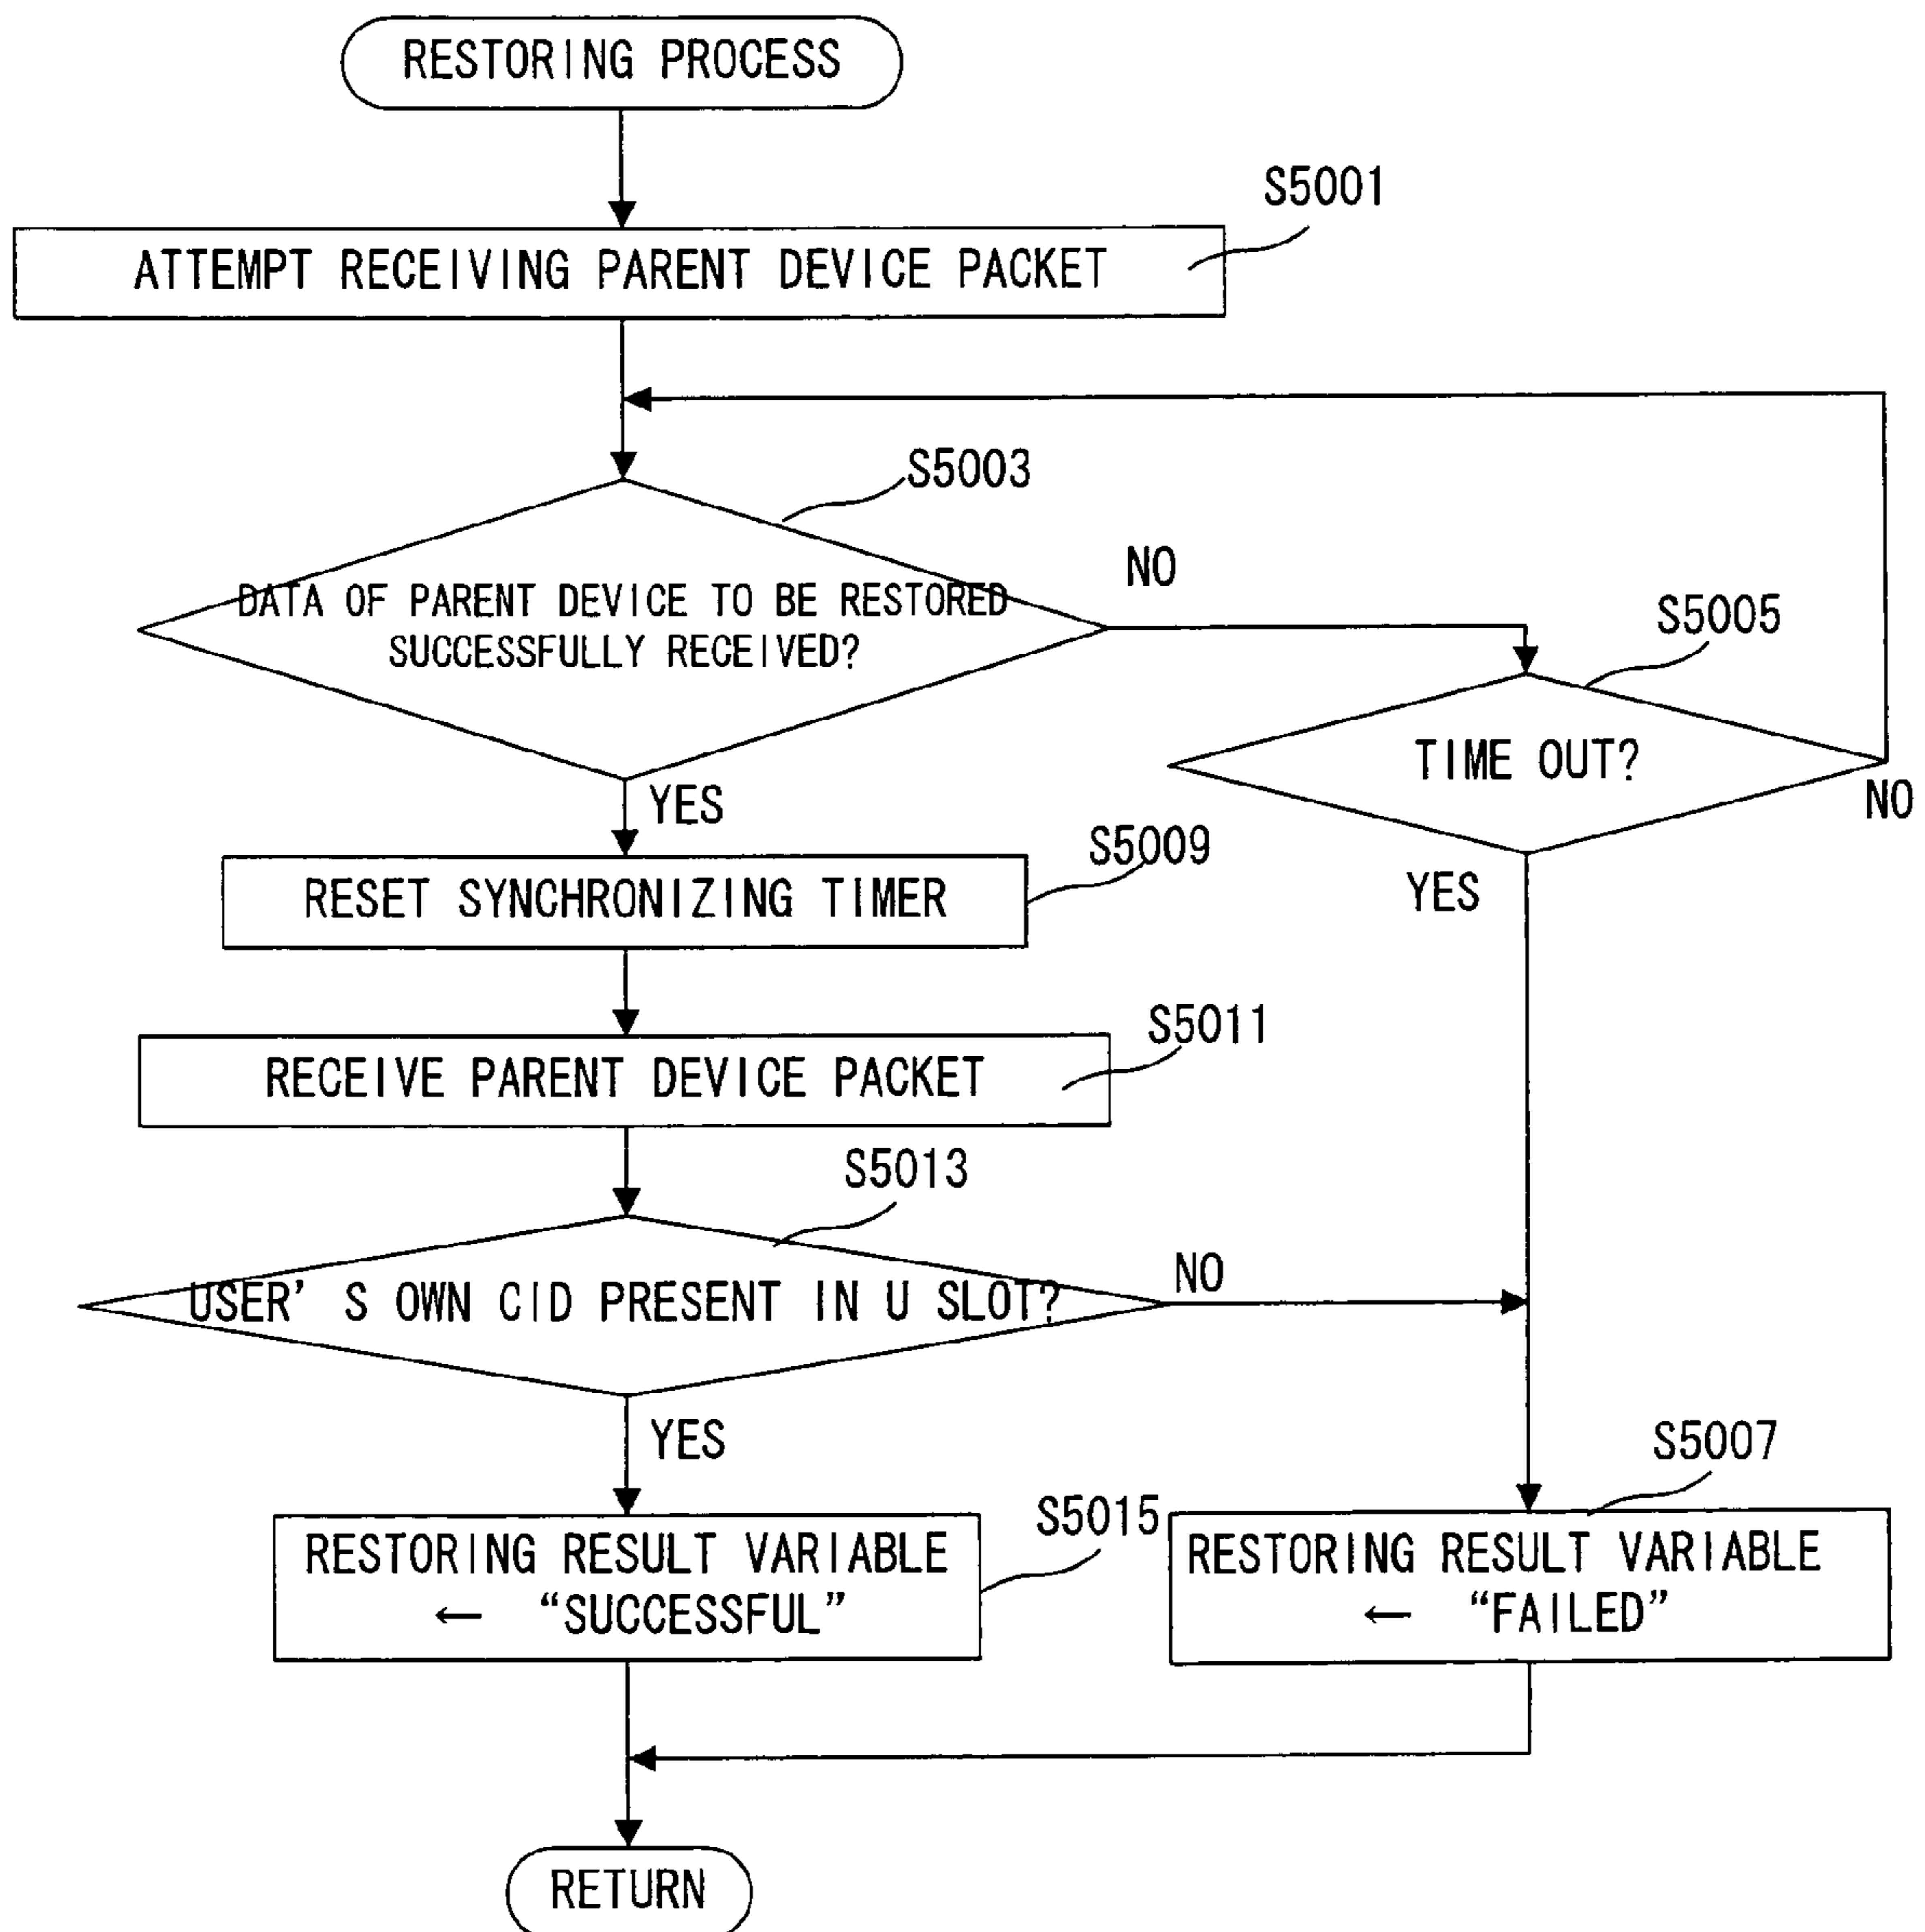 RESTORING PROCESS
S5001
ATTEMPT RECEIVING PARENT DEVICE PACKET
S5003
NO
DATA OF PARENT DEVICE TO BE RESTORED
SUCCESSFULLY RECEIVED?
S5005
TIME OUT?
NO
YES
S5009
YES
RESET SYNCHRONIZING TIMER
S5011
RECEIVE PARENT DEVICE PACKET
S5013
NO
USER' S OWN CID PRESENT IN U SLOT?
YES
S5007
S5015
RESTORING RESULT VARIABLE
← “SUCCESSFUL”
RESTORING RESULT VARIABLE
← “FAILED”
RETURN